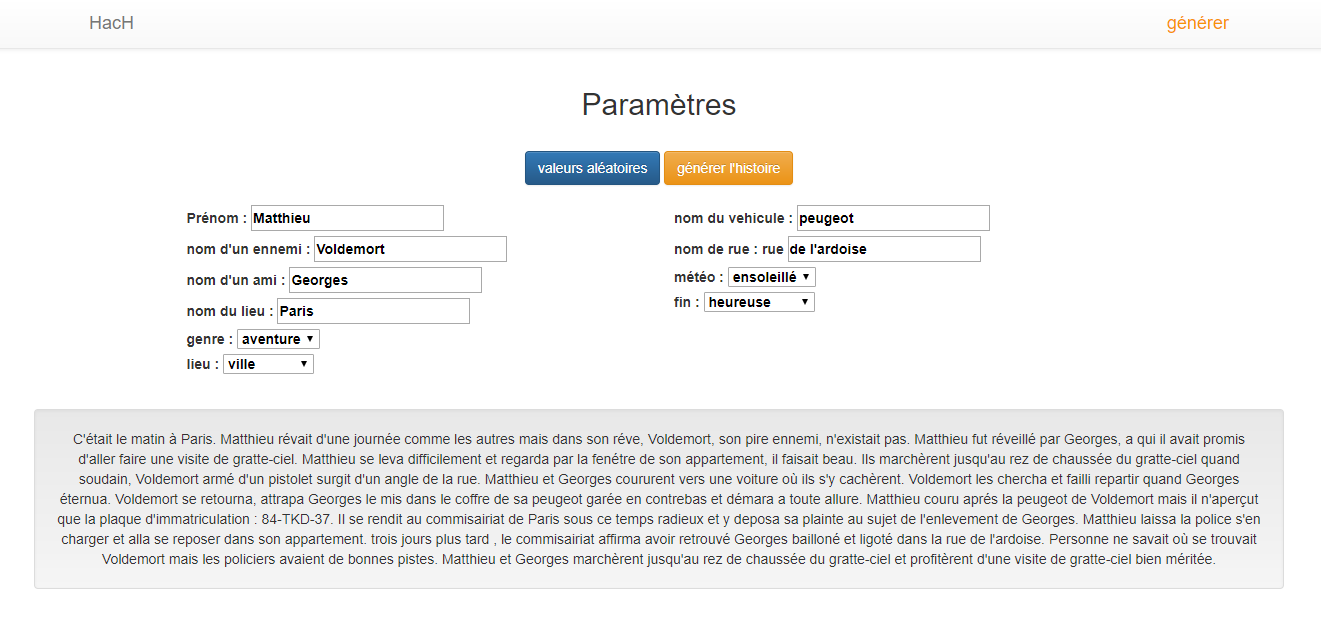 HacH
générer
Paramètres
valeurs aléatoires
générer l'histoire
Prénom : Matthieu
nom d'un ennemi : Voldemort
nom d'un ami : Georges
nom du lieu : Paris
genre : aventure
lieu : ville
nom du vehicule : peugeot
nom de rue : rue de l'ardoise
météo : ensoleillé
fin : heureuse
C'était le matin à Paris. Matthieu révait d'une journée comme les autres mais dans son réve, Voldemort, son pire ennemi, n'existait pas. Matthieu fut réveillé par Georges, a qui il avait promis
d'aller faire une visite de gratte-ciel. Matthieu se leva difficilement et regarda par la fenétre de son appartement, il faisait beau. Ils marchèrent jusqu'au rez de chaussée du gratte-ciel quand
soudain, Voldemort armé d'un pistolet surgit d'un angle de la rue. Matthieu et Georges coururent vers une voiture où ils s'y cachèrent. Voldemort les chercha et failli repartir quand Georges
éternua. Voldemort se retourna, attrapa Georges le mis dans le coffre de sa peugeot garée en contrebas et démara a toute allure. Matthieu couru aprés la peugeot de Voldemort mais il n'aperçut
que la plaque d'immatriculation : 84-TKD-37. Il se rendit au commisairiat de Paris sous ce temps radieux et y deposa sa plainte au sujet de l'enlevement de Georges. Matthieu laissa la police s'en
charger et alla se reposer dans son appartement. trois jours plus tard , le commisairiat affirma avoir retrouvé Georges bailloné et ligoté dans la rue de l'ardoise. Personne ne savait où se trouvait
Voldemort mais les policiers avaient de bonnes pistes. Matthieu et Georges marchèrent jusqu'au rez de chaussée du gratte-ciel et profitèrent d'une visite de gratte-ciel bien méritée.